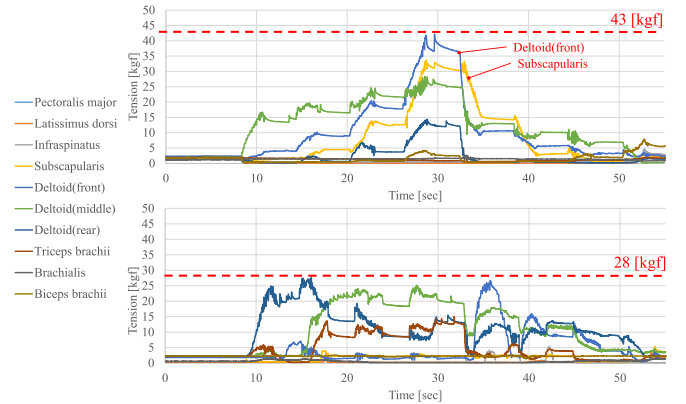 43 [kgf]
Deltoid(front)
Subscapularis
Tension [kgf]
50
45
40
35
30
25
20
15
10
5
0
0 10 20 30 40 50
Time [sec]
Pectoralis major
Latissimus dorsi
Infraspinatus
Subscapularis
Deltoid(front)
Deltoid(middle)
Deltoid(rear)
Triceps brachii
Brachialis
Biceps brachii
28 [kgf]
Tension [kgf]
50
45
40
35
30
25
20
15
10
5
0
0 10 20 30 40 50
Time [sec]